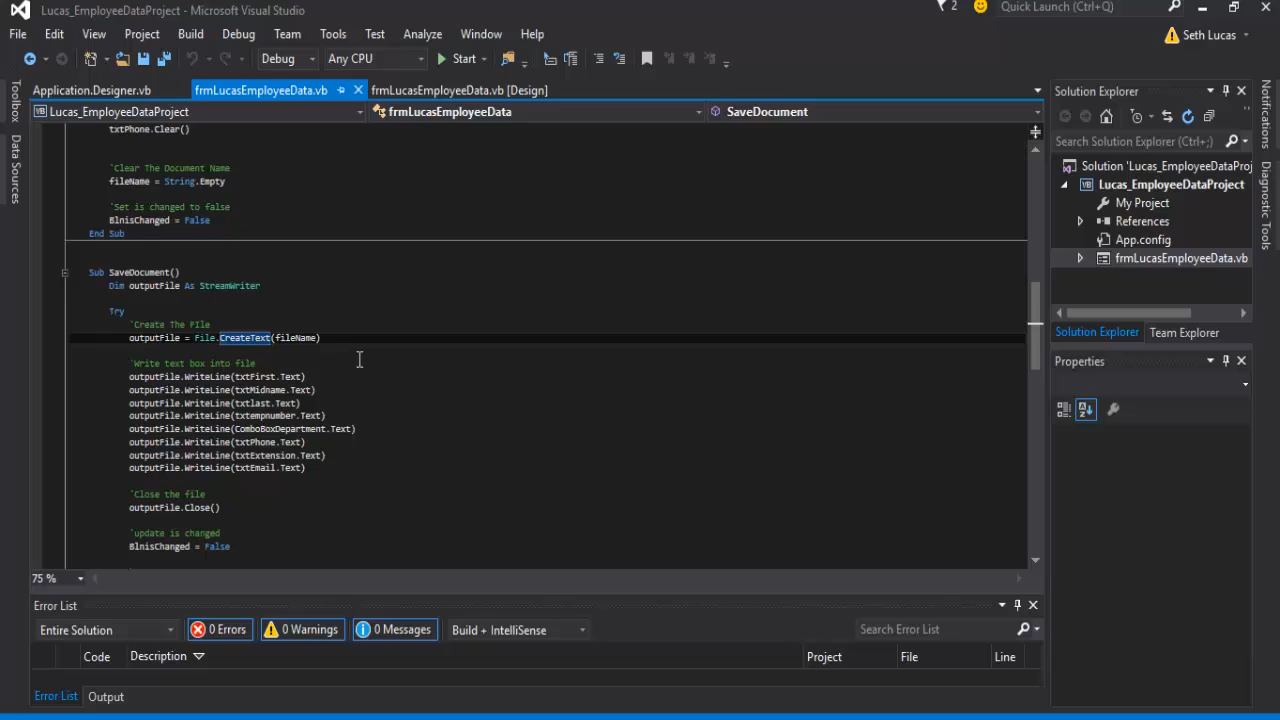 Lucas_EmployeeDataProject - Microsoft Visual Studio
2
Quick Launch (Ctrl+Q)
File Edit View Project Build Debug Team Tools Test Analyze Window Help
Seth Lucas
Debug Any CPU Start
Toolbox
Data Sources
Application.Designer.vb frmLucasEmployeeData.vb frmLucasEmployeeData.vb [Design]
Lucas_EmployeeDataProject frmLucasEmployeeData SaveDocument
txtPhone.Clear()
`Clear The Document Name
fileName = String.Empty
`Set is changed to false
BlnisChanged = False
End Sub
Sub SaveDocument()
Dim outputFile As StreamWriter
Try
`Create The FIle
outputFile = File.CreateText(fileName)
`Write text box into file
outputFile.WriteLine(txtFirst.Text)
outputFile.WriteLine(txtMidname.Text)
outputFile.WriteLine(txtlast.Text)
outputFile.WriteLine(txtempnumber.Text)
outputFile.WriteLine(ComboBoxDepartment.Text)
outputFile.WriteLine(txtPhone.Text)
outputFile.WriteLine(txtExtension.Text)
outputFile.WriteLine(txtEmail.Text)
`Close the file
outputFile.Close()
`update is changed
BlnisChanged = False
75 %
Error List
Entire Solution 0 Errors 0 Warnings 0 Messages Build + IntelliSense Search Error List
Code Description Project File Line
Error List Output
Solution Explorer
Search Solution Explorer (Ctrl+;)
Solution 'Lucas_EmployeeDataProj
Lucas_EmployeeDataProject
My Project
References
App.config
frmLucasEmployeeData.vb
Solution Explorer Team Explorer
Properties
Notifications
Diagnostic Tools